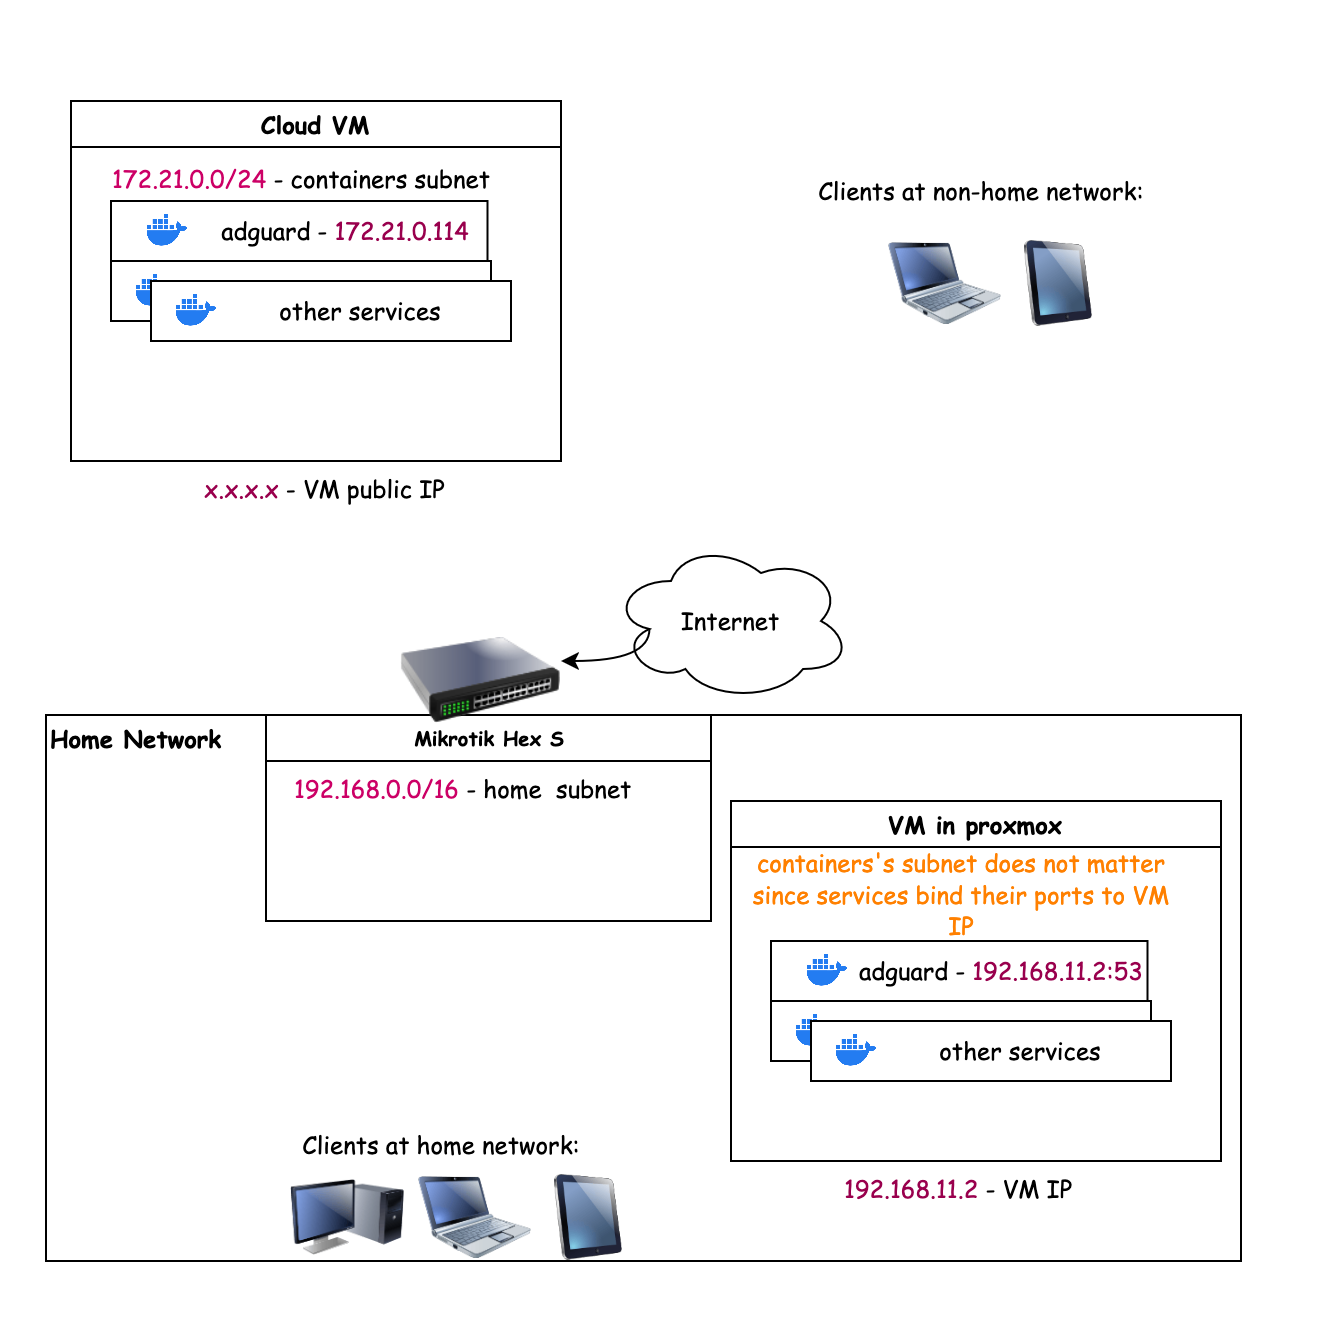 Cloud VM
172.21.0.0/24 - containers subnet
adguard - 172.21.0.114
other services
x.x.x.x - VM public IP
Clients at non-home network:
Internet
Home Network
Mikrotik Hex S
192.168.0.0/16 - home subnet
VM in proxmox
containers's subnet does not matter
since services bind their ports to VM
IP
adguard - 192.168.11.2:53
other services
192.168.11.2 - VM IP
Clients at home network: